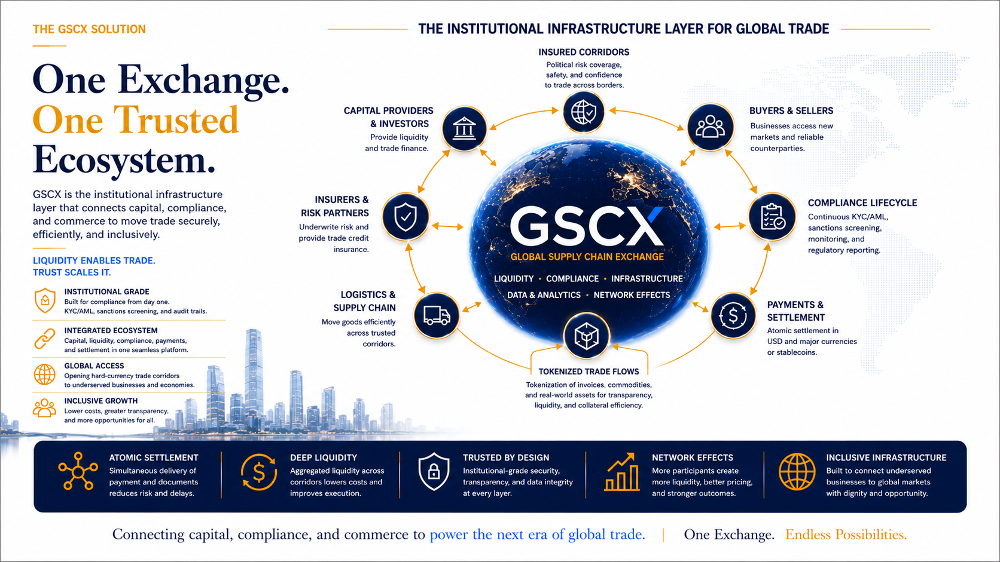 THE GSCX SOLUTION
One Exchange.
One Trusted
Ecosystem.
GSCX is the institutional infrastructure
layer that connects capital, compliance,
and commerce to move trade securely,
efficiently, and inclusively.
LIQUIDITY ENABLES TRADE.
TRUST SCALES IT.
INSTITUTIONAL GRADE
Built for compliance from day one.
KYC/AML, sanctions screening, and audit trails.
INTEGRATED ECOSYSTEM
Capital, liquidity, compliance, payments,
and settlement in one seamless platform.
GLOBAL ACCESS
Opening hard-currency trade corridors
to underserved businesses and economies.
INCLUSIVE GROWTH
Lower costs, greater transparency,
and more opportunities for all.
THE INSTITUTIONAL INFRASTRUCTURE LAYER FOR GLOBAL TRADE
INSURED CORRIDORS
Political risk coverage,
safety, and confidence
to trade across borders.
CAPITAL PROVIDERS
& INVESTORS
Provide liquidity
and trade finance.
BUYERS & SELLERS
Businesses access new
markets and reliable
counterparties.
INSURERS &
RISK PARTNERS
Underwrite risk and
provide trade credit
insurance.
GSCX
GLOBAL SUPPLY CHAIN EXCHANGE
LIQUIDITY • COMPLIANCE • INFRASTRUCTURE
DATA & ANALYTICS • NETWORK EFFECTS
COMPLIANCE LIFECYCLE
Continuous KYC/AML,
sanctions screening,
monitoring, and
regulatory reporting.
LOGISTICS &
SUPPLY CHAIN
Move goods efficiently
across trusted
corridors.
PAYMENTS &
SETTLEMENT
Atomic settlement in
USD and major currencies
or stablecoins.
TOKENIZED TRADE FLOWS
Tokenization of invoices, commodities,
and real-world assets for transparency,
liquidity, and collateral efficiency.
ATOMIC SETTLEMENT
Simultaneous delivery of
payment and documents
reduces risk and delays.
DEEP LIQUIDITY
Aggregated liquidity across
corridors lowers costs and
improves execution.
TRUSTED BY DESIGN
Institutional-grade security,
transparency, and data integrity
at every layer.
NETWORK EFFECTS
More participants create
more liquidity, better pricing,
and stronger outcomes.
INCLUSIVE INFRASTRUCTURE
Built to connect underserved
businesses to global markets
with dignity and opportunity.
Connecting capital, compliance, and commerce to power the next era of global trade. | One Exchange. Endless Possibilities.